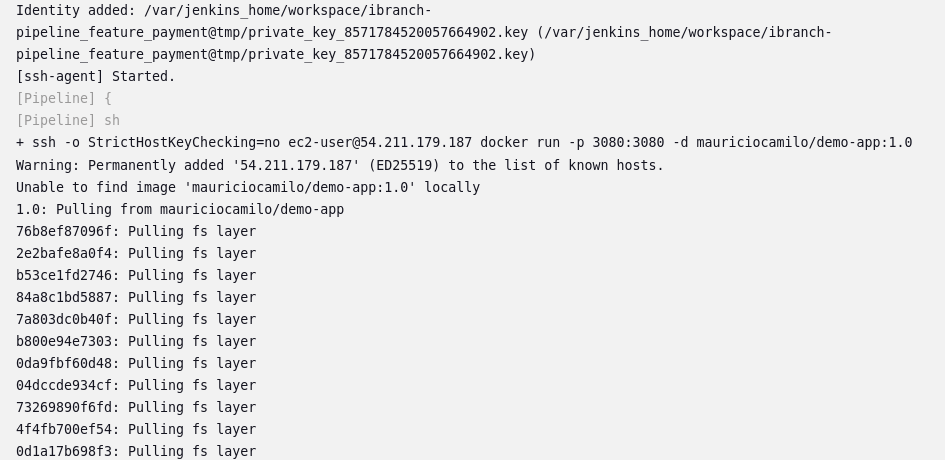 Identity added: /var/jenkins_home/workspace/ibranch-
pipeline_feature_payment@tmp/private_key_8571784520057664902.key (/var/jenkins_home/workspace/ibranch-
pipeline_feature_payment@tmp/private_key_8571784520057664902.key)
[ssh-agent] Started.
[Pipeline] {
[Pipeline] sh
+ ssh -o StrictHostKeyChecking=no ec2-user@54.211.179.187 docker run -p 3080:3080 -d mauriciocamilo/demo-app:1.0
Warning: Permanently added '54.211.179.187' (ED25519) to the list of known hosts.
Unable to find image 'mauriciocamilo/demo-app:1.0' locally
1.0: Pulling from mauriciocamilo/demo-app
76b8ef87096f: Pulling fs layer
2e2bafe8a0f4: Pulling fs layer
b53ce1fd2746: Pulling fs layer
84a8c1bd5887: Pulling fs layer
7a803dc0b40f: Pulling fs layer
b800e94e7303: Pulling fs layer
0da9fbf60d48: Pulling fs layer
04dccde934cf: Pulling fs layer
73269890f6fd: Pulling fs layer
4f4fb700ef54: Pulling fs layer
0d1a17b698f3: Pulling fs layer